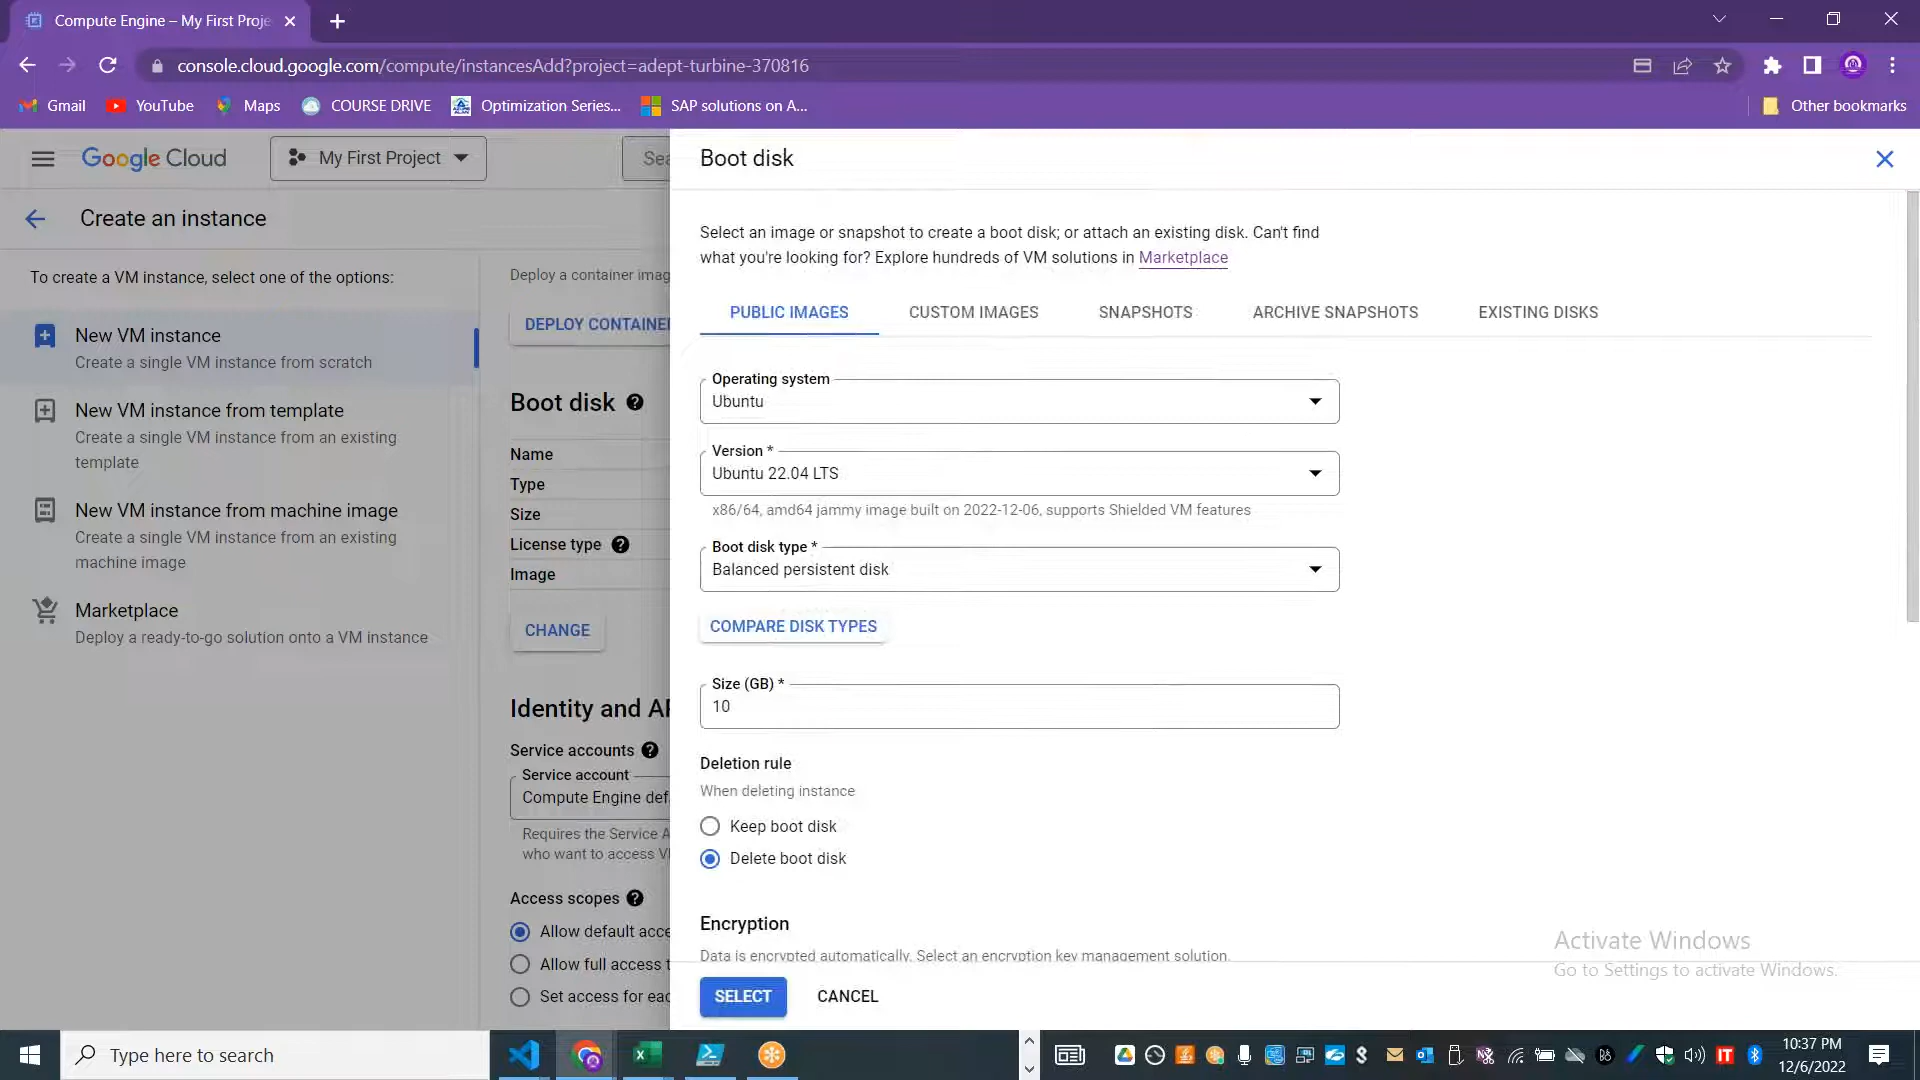 Compute Engine – My First Proje
console.cloud.google.com/compute/instancesAdd?project=adept-turbine-370816
Gmail
YouTube
Maps
COURSE DRIVE
Optimization Series...
SAP solutions on A...
Other bookmarks
Google Cloud
My First Project
Sea
Create an instance
To create a VM instance, select one of the options:
New VM instance
Create a single VM instance from scratch
New VM instance from template
Create a single VM instance from an existing
template
New VM instance from machine image
Create a single VM instance from an existing
machine image
Marketplace
Deploy a ready-to-go solution onto a VM instance
Deploy a container imag
DEPLOY CONTAINER
Boot disk
Name
Type
Size
License type
Image
CHANGE
Identity and AP
Service accounts
Service account
Compute Engine def
Requires the Service A
who want to access V
Access scopes
Allow default acce
Allow full access t
Set access for eac
Boot disk
Select an image or snapshot to create a boot disk; or attach an existing disk. Can't find
what you're looking for? Explore hundreds of VM solutions in Marketplace
PUBLIC IMAGES
CUSTOM IMAGES
SNAPSHOTS
ARCHIVE SNAPSHOTS
EXISTING DISKS
Operating system
Ubuntu
Version *
Ubuntu 22.04 LTS
x86/64, amd64 jammy image built on 2022-12-06, supports Shielded VM features
Boot disk type *
Balanced persistent disk
COMPARE DISK TYPES
Size (GB) *
10
Deletion rule
When deleting instance
Keep boot disk
Delete boot disk
Encryption
Data is encrypted automatically. Select an encryption key management solution.
SELECT
CANCEL
Activate Windows
Go to Settings to activate Windows.
Type here to search
10:37 PM
12/6/2022